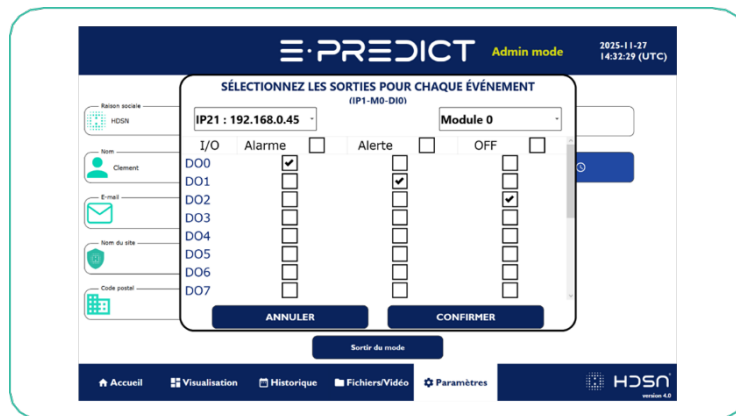 E·PREDICT
Admin mode
2025-11-27
14:32:29 (UTC)
SÉLECTIONNEZ LES SORTIES POUR CHAQUE ÉVÉNEMENT
(IP1-M0-DI0)
Raison sociale
HDSN
IP21 : 192.168.0.45
Module 0
I/O Alarme Alerte OFF
Nom
Clement
DO0
DO1
E-mail
DO2
DO3
Nom du site
DO4
DO5
DO6
Code postal
DO7
ANNULER
CONFIRMER
Sortir du mode
Accueil Visualisation Historique Fichiers/Vidéo Paramètres
HDSN
version 4.0